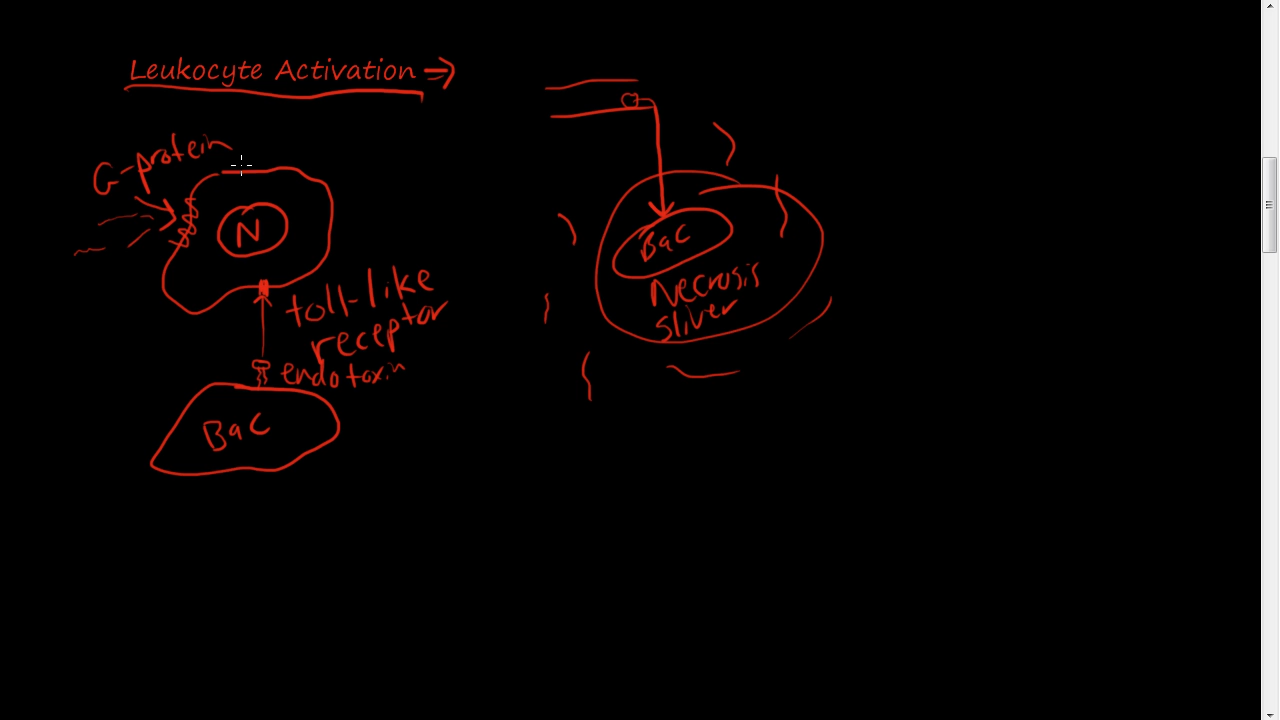 Leukocyte Activation →
G-protein
N
toll-like
receptor
endotoxin
BaC
BaC
Necrosis
sliver